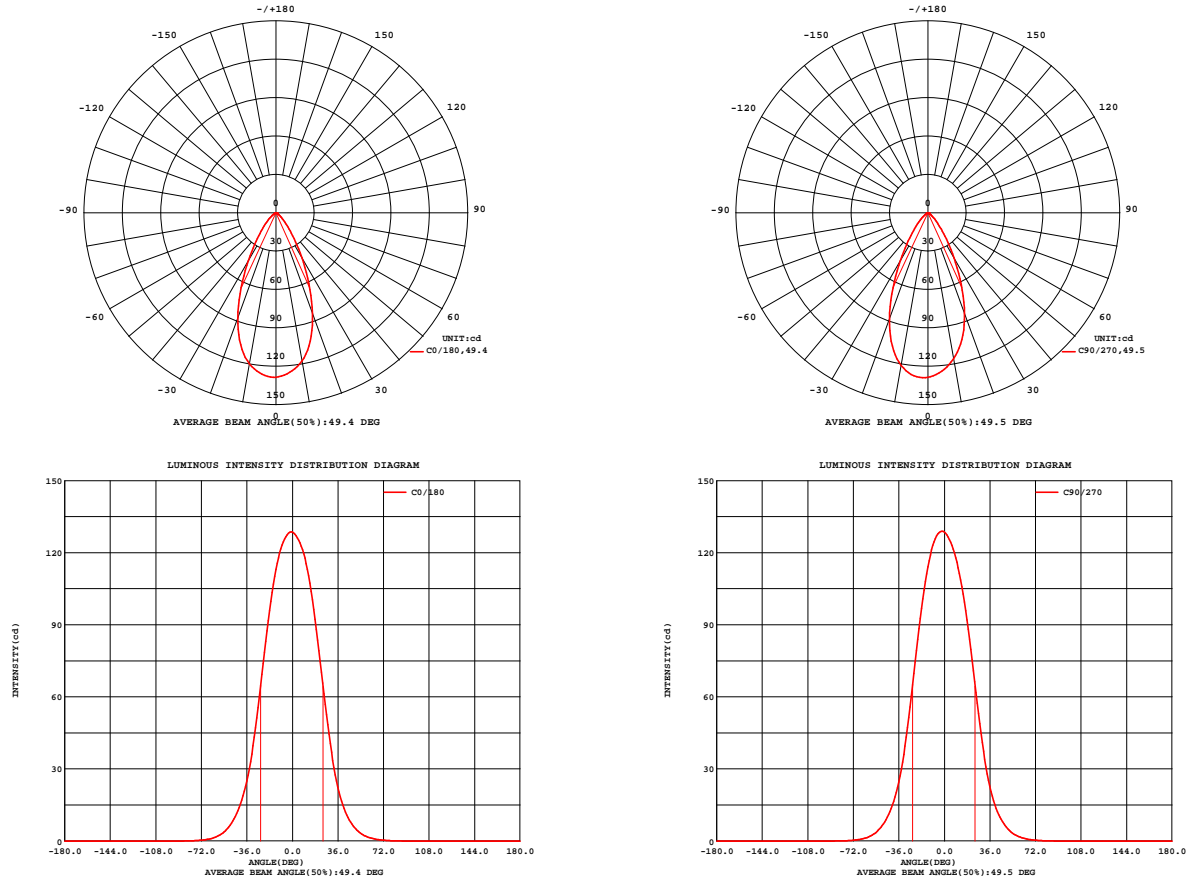 -/+180
-150
150
-120
120
-90
90
0
30
60
90
120
150
-60
60
-30
30
0
UNIT:cd
C0/180,49.4
AVERAGE BEAM ANGLE(50%):49.4 DEG
-/+180
-150
150
-120
120
-90
90
0
30
60
90
120
150
-60
60
-30
30
0
UNIT:cd
C90/270,49.5
AVERAGE BEAM ANGLE(50%):49.5 DEG
LUMINOUS INTENSITY DISTRIBUTION DIAGRAM
C0/180
150
120
90
60
30
0
INTENSITY(cd)
-180.0 -144.0 -108.0 -72.0 -36.0 0.0 36.0 72.0 108.0 144.0 180.0
ANGLE(DEG)
AVERAGE BEAM ANGLE(50%):49.4 DEG
LUMINOUS INTENSITY DISTRIBUTION DIAGRAM
C90/270
150
120
90
60
30
0
INTENSITY(cd)
-180.0 -144.0 -108.0 -72.0 -36.0 0.0 36.0 72.0 108.0 144.0 180.0
ANGLE(DEG)
AVERAGE BEAM ANGLE(50%):49.5 DEG